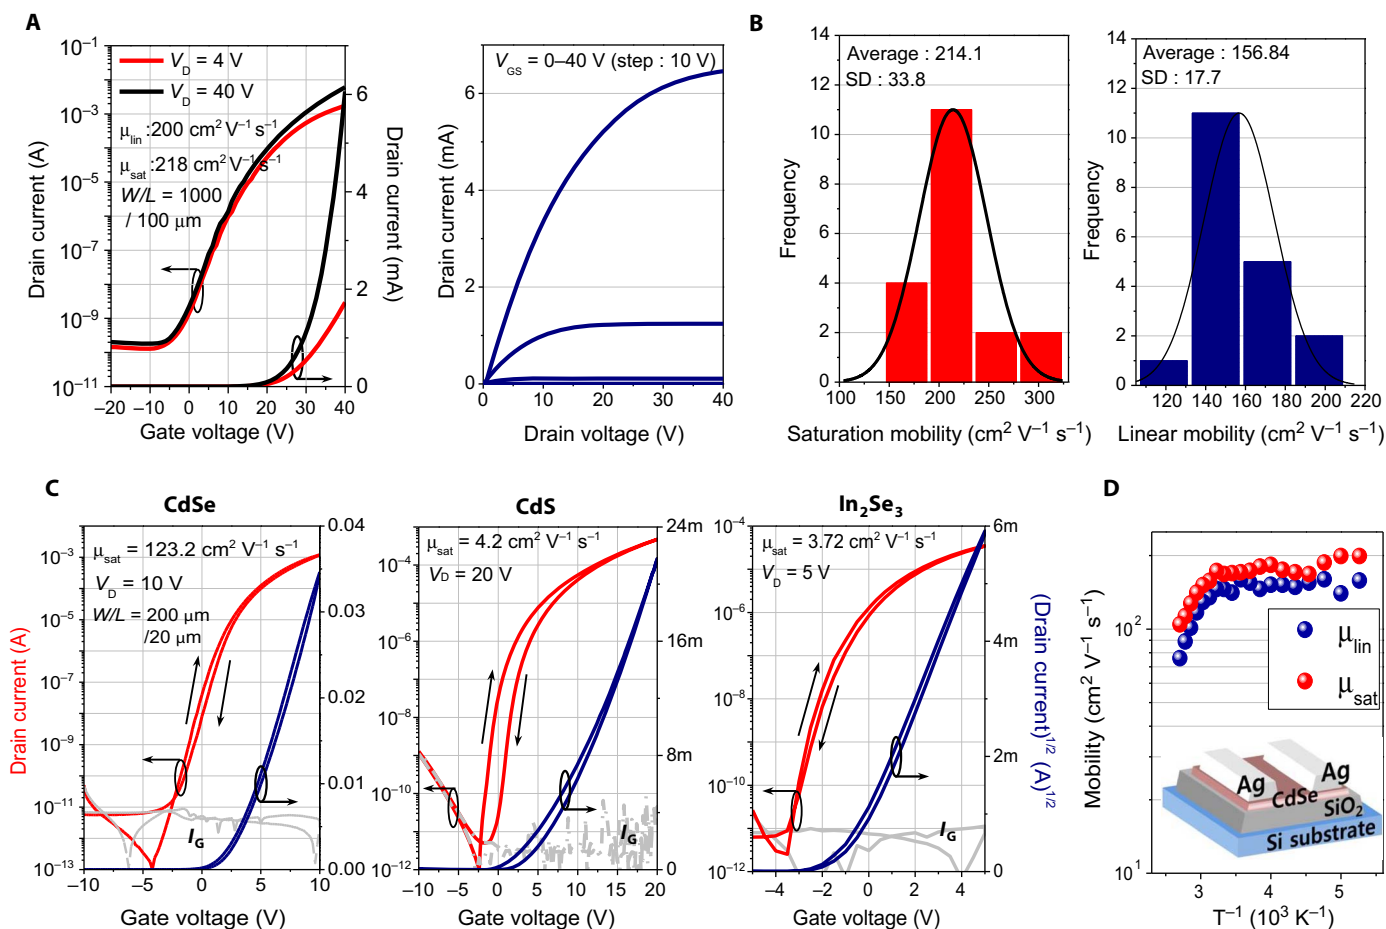 A
10⁻¹
10⁻³
10⁻⁵
10⁻⁷
10⁻⁹
10⁻¹¹
Drain current (A)
V_D = 4 V
V_D = 40 V
μ_lin :200 cm² V⁻¹ s⁻¹
μ_sat :218 cm² V⁻¹ s⁻¹
W/L = 1000
/ 100 μm
6
4
2
0
Drain current (mA)
−20 −10 0 10 20 30 40
Gate voltage (V)
V_GS = 0–40 V (step : 10 V)
6
4
2
0
Drain current (mA)
0 10 20 30 40
Drain voltage (V)
B
14
12
10
8
6
4
2
0
Frequency
Average : 214.1
SD : 33.8
100 150 200 250 300
Saturation mobility (cm² V⁻¹ s⁻¹)
14
12
10
8
6
4
2
0
Frequency
Average : 156.84
SD : 17.7
120 140 160 180 200 220
Linear mobility (cm² V⁻¹ s⁻¹)
C
CdSe
10⁻³
10⁻⁵
10⁻⁷
10⁻⁹
10⁻¹¹
10⁻¹³
Drain current (A)
μ_sat = 123.2 cm² V⁻¹ s⁻¹
V_D = 10 V
W/L = 200 μm
/20 μm
I_G
0.04
0.03
0.02
0.01
0.00
−10 −5 0 5 10
Gate voltage (V)
CdS
10⁻⁴
10⁻⁶
10⁻⁸
10⁻¹⁰
10⁻¹²
μ_sat = 4.2 cm² V⁻¹ s⁻¹
V_D = 20 V
I_G
24m
16m
8m
0
−10 −5 0 5 10 15 20
Gate voltage (V)
In₂Se₃
10⁻⁴
10⁻⁶
10⁻⁸
10⁻¹⁰
10⁻¹²
μ_sat = 3.72 cm² V⁻¹ s⁻¹
V_D = 5 V
I_G
6m
4m
2m
0
(Drain current)^1/2 (A)^1/2
−4 −2 0 2 4
Gate voltage (V)
D
10²
10¹
Mobility (cm² V⁻¹ s⁻¹)
μ_lin
μ_sat
Ag
Ag
CdSe
SiO₂
Si substrate
3 4 5
T⁻¹ (10³ K⁻¹)